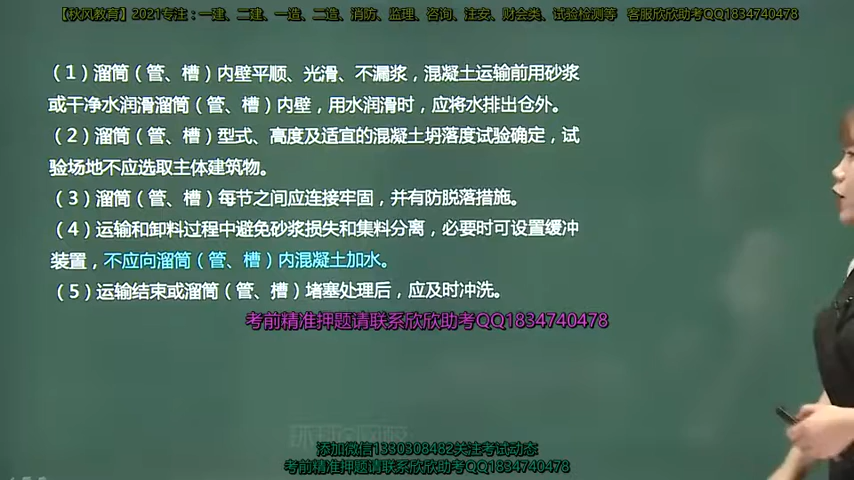 【秋风教育】2021专注：一建、二建、一造、二造、消防、监理、咨询、注安、财会类、试验检测等 客服欣欣助考QQ1834740478
（1）溜筒（管、槽）内壁平顺、光滑、不漏浆，混凝土运输前用砂浆
或干净水润滑溜筒（管、槽）内壁，用水润滑时，应将水排出仓外。
（2）溜筒（管、槽）型式、高度及适宜的混凝土坍落度试验确定，试
验场地不应选取主体建筑物。
（3）溜筒（管、槽）每节之间应连接牢固，并有防脱落措施。
（4）运输和卸料过程中避免砂浆损失和集料分离，必要时可设置缓冲
装置，不应向溜筒（管、槽）内混凝土加水。
（5）运输结束或溜筒（管、槽）堵塞处理后，应及时冲洗。
考前精准押题请联系欣欣助考QQ1834740478
环球网校
添加微信1330308482关注考试动态
考前精准押题请联系欣欣助考QQ1834740478